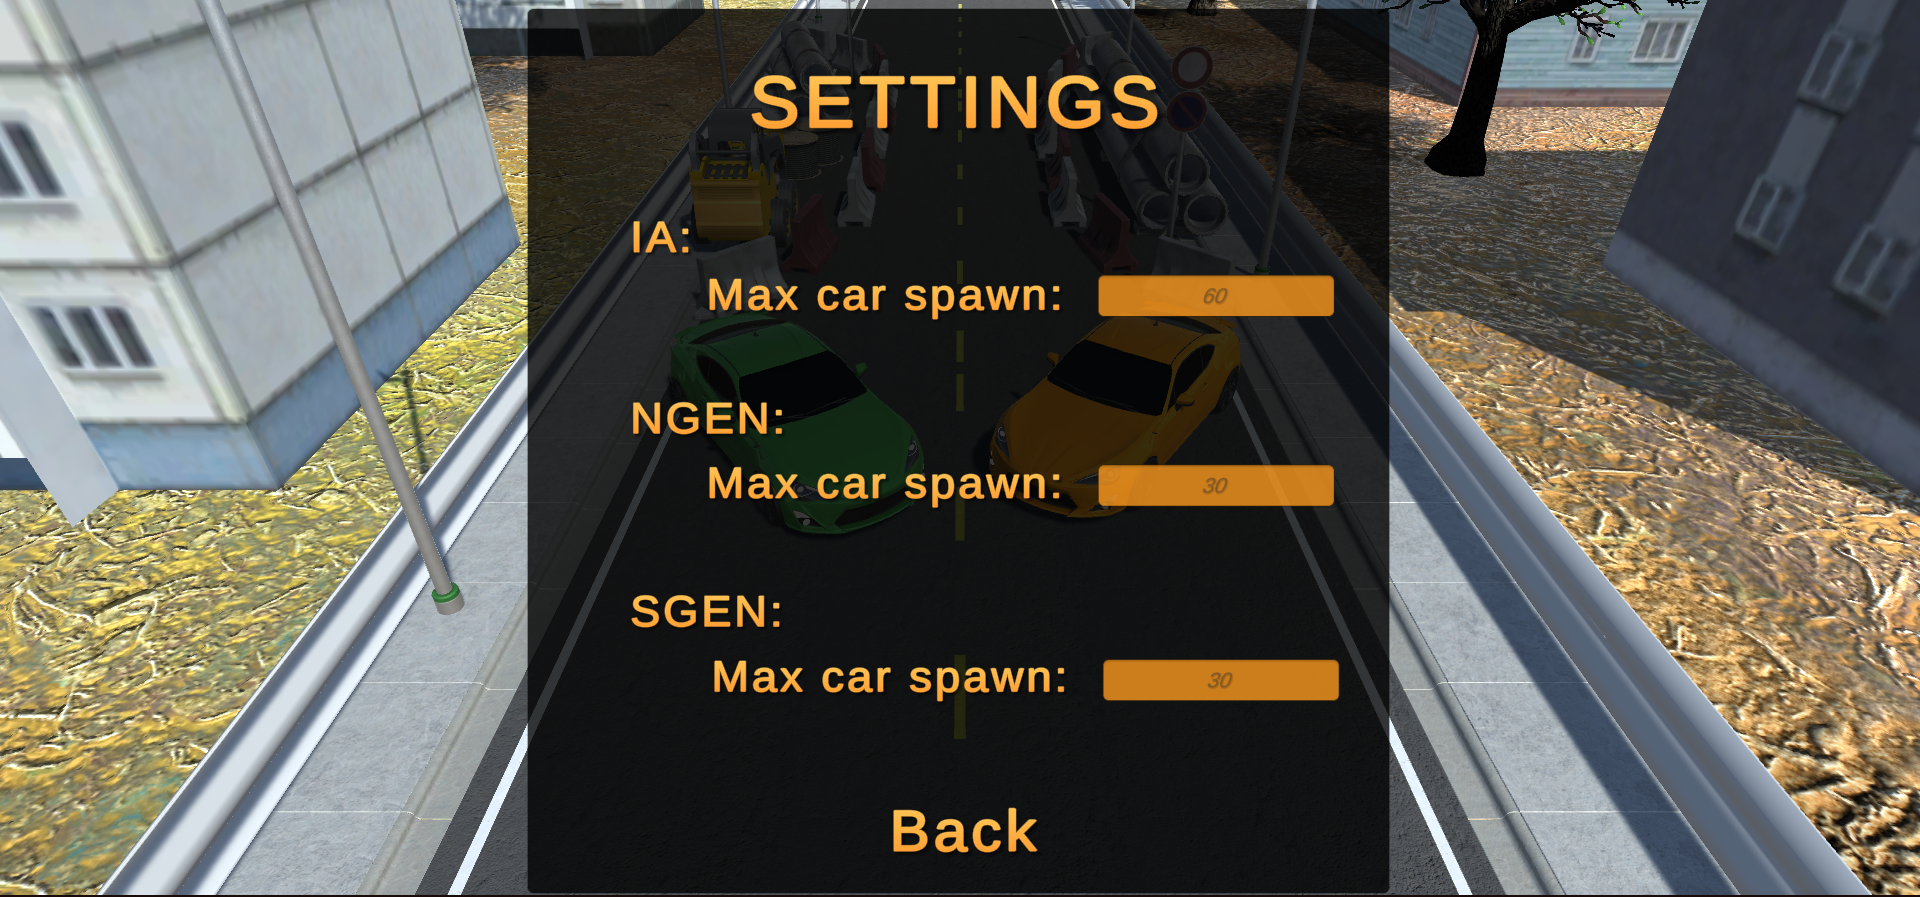 SETTINGS
IA:
Max car spawn: 60
NGEN:
Max car spawn: 30
SGEN:
Max car spawn: 30
Back